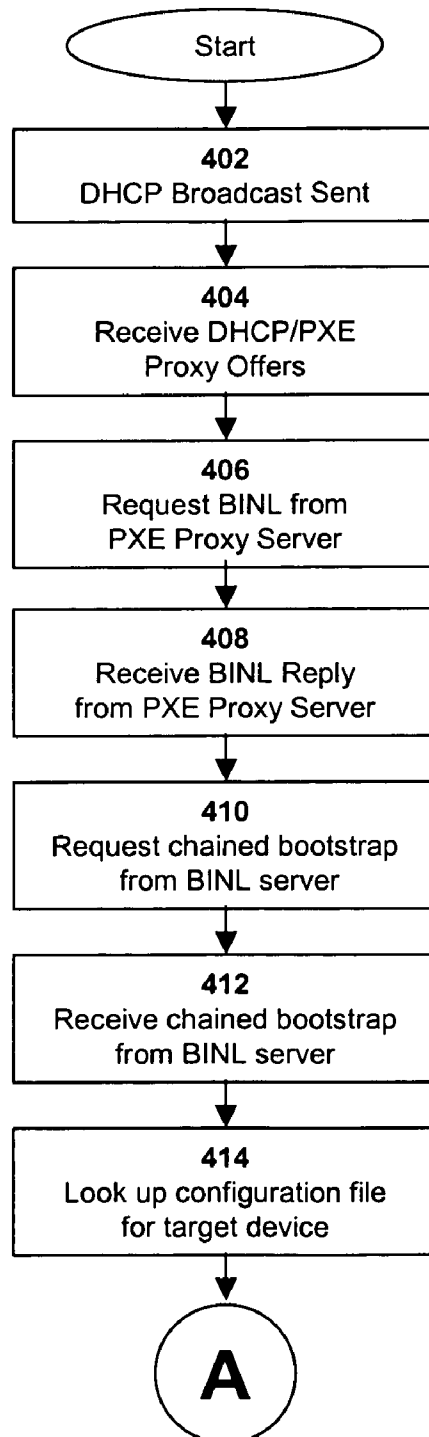 Start
402
DHCP Broadcast Sent
404
Receive DHCP/PXE
Proxy Offers
406
Request BINL from
PXE Proxy Server
408
Receive BINL Reply
from PXE Proxy Server
410
Request chained bootstrap
from BINL server
412
Receive chained bootstrap
from BINL server
414
Look up configuration file
for target device
A